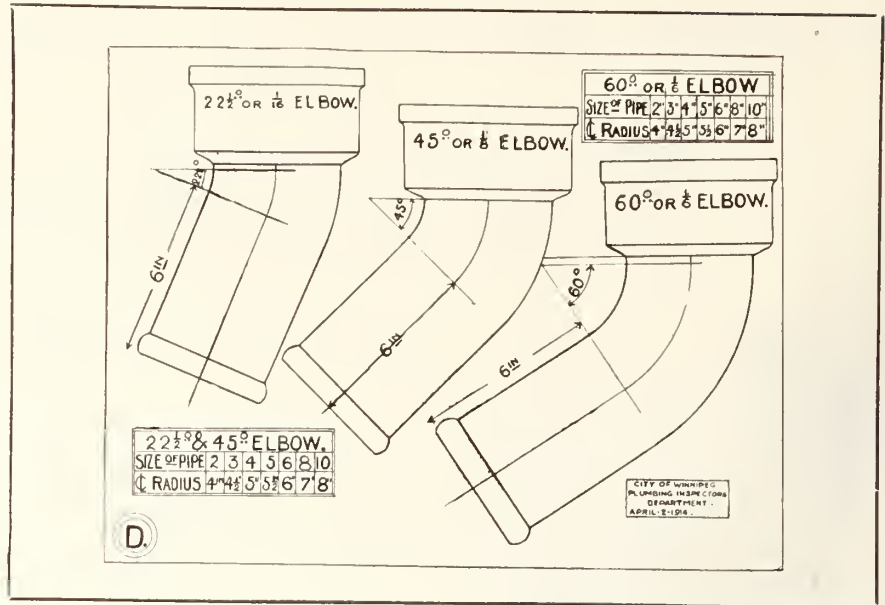 22½° OR 1/16 ELBOW.
22½°
6 IN
45° OR ⅛ ELBOW.
45°
6 IN
60° OR ⅙ ELBOW
SIZE OF PIPE 2" 3" 4" 5" 6" 8" 10"
℄ RADIUS 4" 4½ 5" 5½ 6" 7" 8"
60° OR ⅙ ELBOW.
60°
6 IN
22½° & 45° ELBOW.
SIZE OF PIPE 2 3 4 5 6 8 10
℄ RADIUS 4" 4½ 5" 5½" 6" 7" 8"
CITY OF WINNIPEG
PLUMBING INSPECTORS
DEPARTMENT.
APRIL-2-1914.
D.